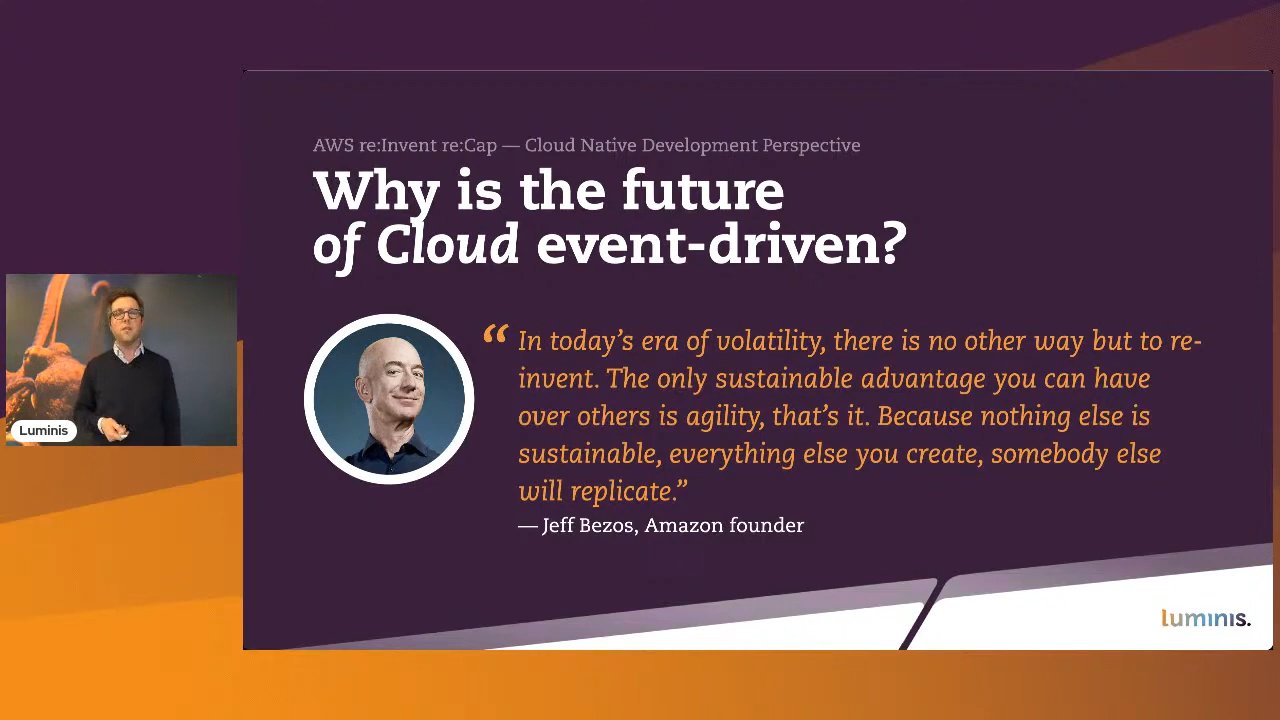 AWS re:Invent re:Cap — Cloud Native Development Perspective
Why is the future
of Cloud event-driven?
“ In today’s era of volatility, there is no other way but to re-
invent. The only sustainable advantage you can have
over others is agility, that’s it. Because nothing else is
sustainable, everything else you create, somebody else
will replicate.”
— Jeff Bezos, Amazon founder
Luminis
luminis.